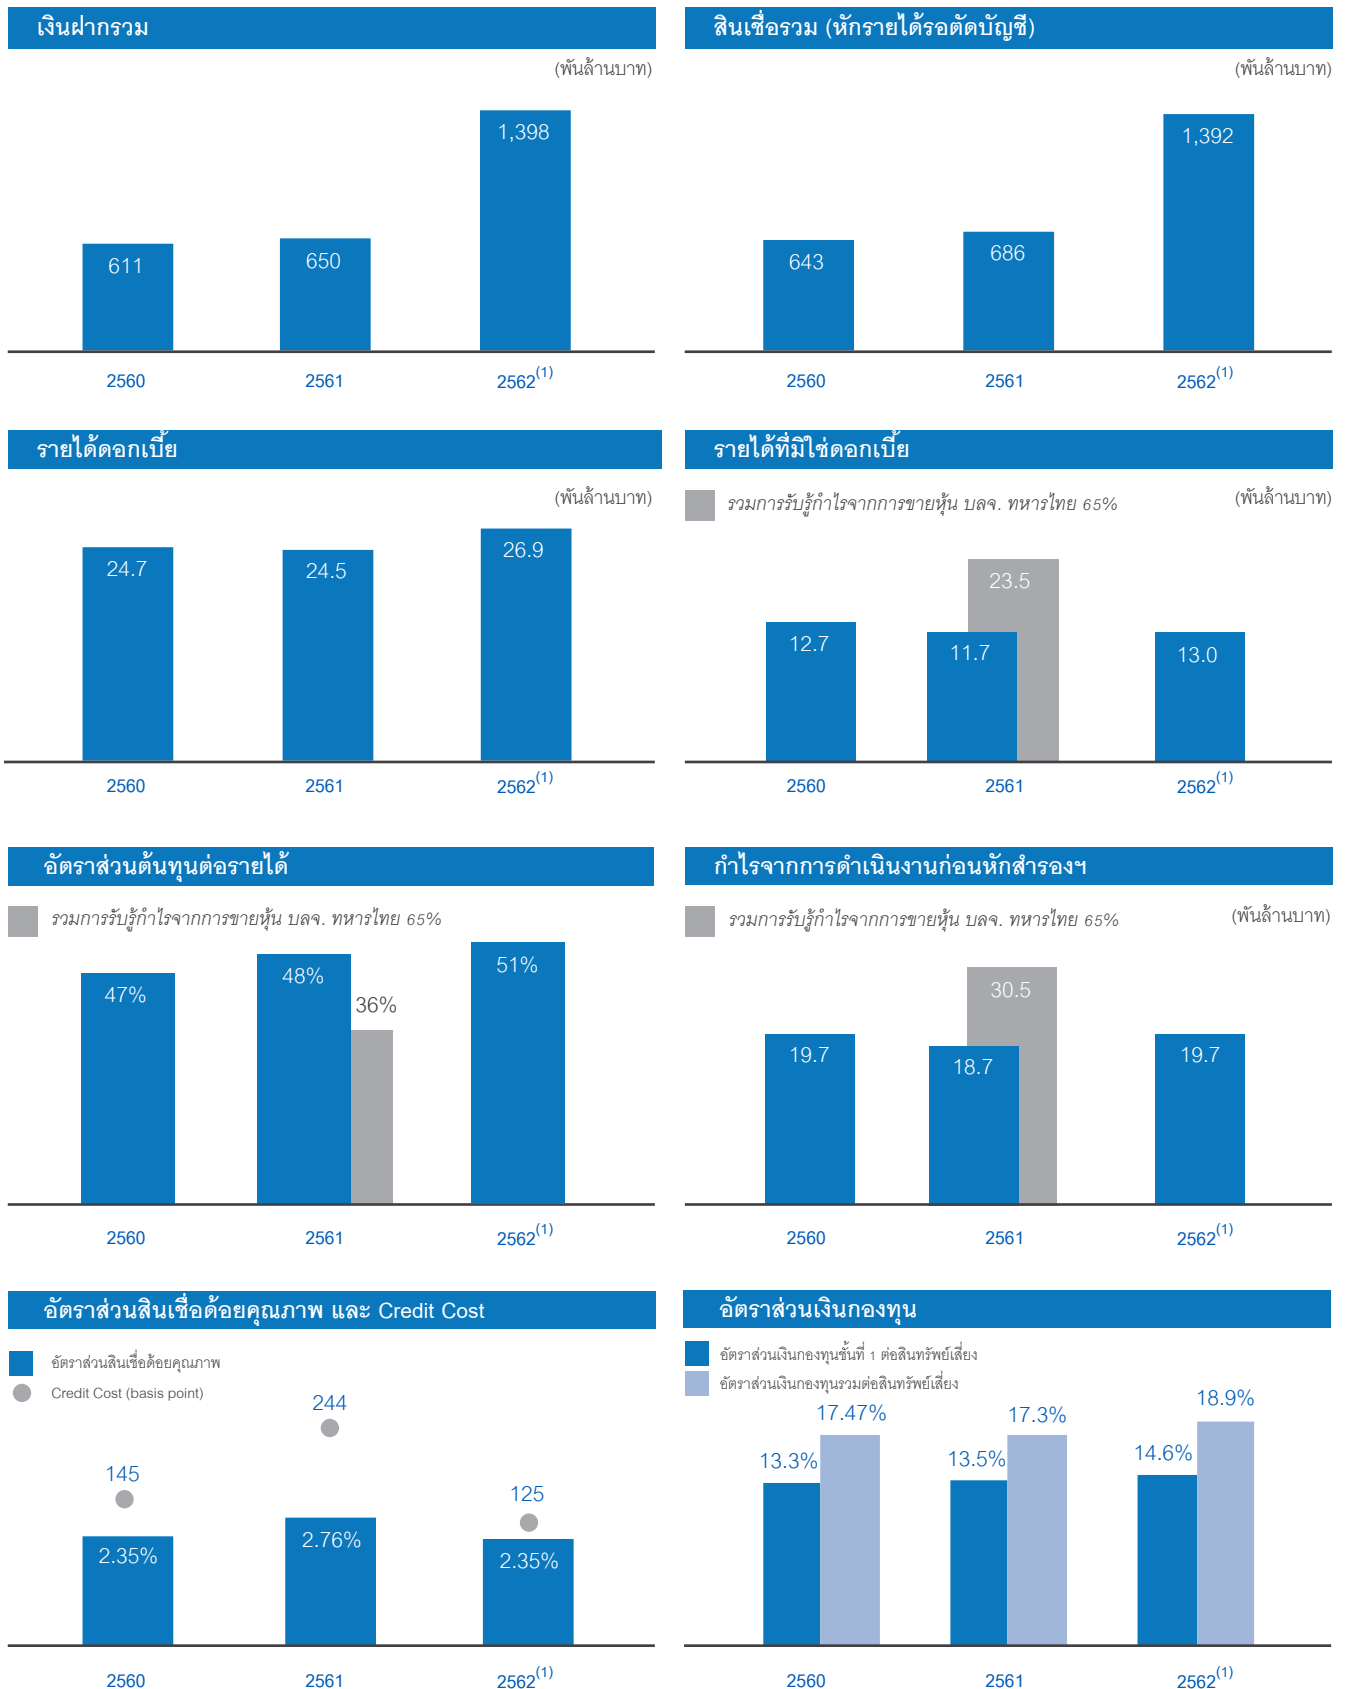 เงินฝากรวม
(พันล้านบาท)
1,398
611
650
2560
2561
2562(1)
สินเชื่อรวม (หักรายได้รอตัดบัญชี)
(พันล้านบาท)
1,392
643
686
2560
2561
2562(1)
รายได้ดอกเบี้ย
(พันล้านบาท)
24.7
24.5
26.9
2560
2561
2562(1)
รายได้ที่มิใช่ดอกเบี้ย
รวมการรับรู้กำไรจากการขายหุ้น บลจ. ทหารไทย 65%
(พันล้านบาท)
23.5
12.7
11.7
13.0
2560
2561
2562(1)
อัตราส่วนต้นทุนต่อรายได้
รวมการรับรู้กำไรจากการขายหุ้น บลจ. ทหารไทย 65%
47%
48%
36%
51%
2560
2561
2562(1)
กำไรจากการดำเนินงานก่อนหักสำรองฯ
รวมการรับรู้กำไรจากการขายหุ้น บลจ. ทหารไทย 65%
(พันล้านบาท)
30.5
19.7
18.7
19.7
2560
2561
2562(1)
อัตราส่วนสินเชื่อด้อยคุณภาพ และ Credit Cost
อัตราส่วนสินเชื่อด้อยคุณภาพ
Credit Cost (basis point)
244
145
125
2.35%
2.76%
2.35%
2560
2561
2562(1)
อัตราส่วนเงินกองทุน
อัตราส่วนเงินกองทุนชั้นที่ 1 ต่อสินทรัพย์เสี่ยง
อัตราส่วนเงินกองทุนรวมต่อสินทรัพย์เสี่ยง
13.3%
17.47%
13.5%
17.3%
14.6%
18.9%
2560
2561
2562(1)